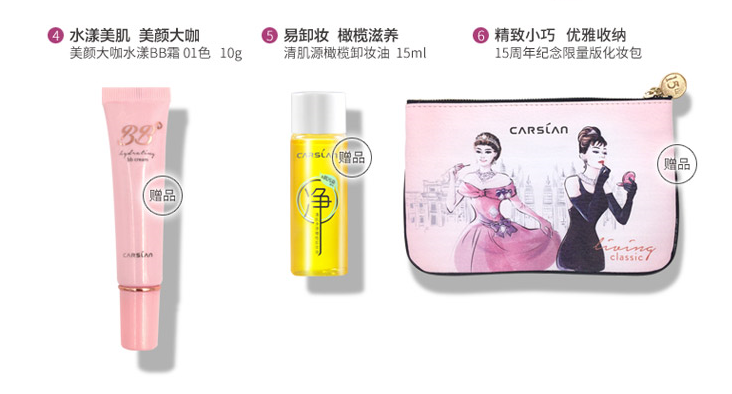 4 水漾美肌 美颜大咖
美颜大咖水漾BB霜 01色 10g
5 易卸妆 橄榄滋养
清肌源橄榄卸妆油 15ml
6 精致小巧 优雅收纳
15周年纪念限量版化妆包
BB
hydrating
bb cream
赠品
CARSLAN
CARSLAN
赠品
净
15
CARSLAN
赠品
living
classic